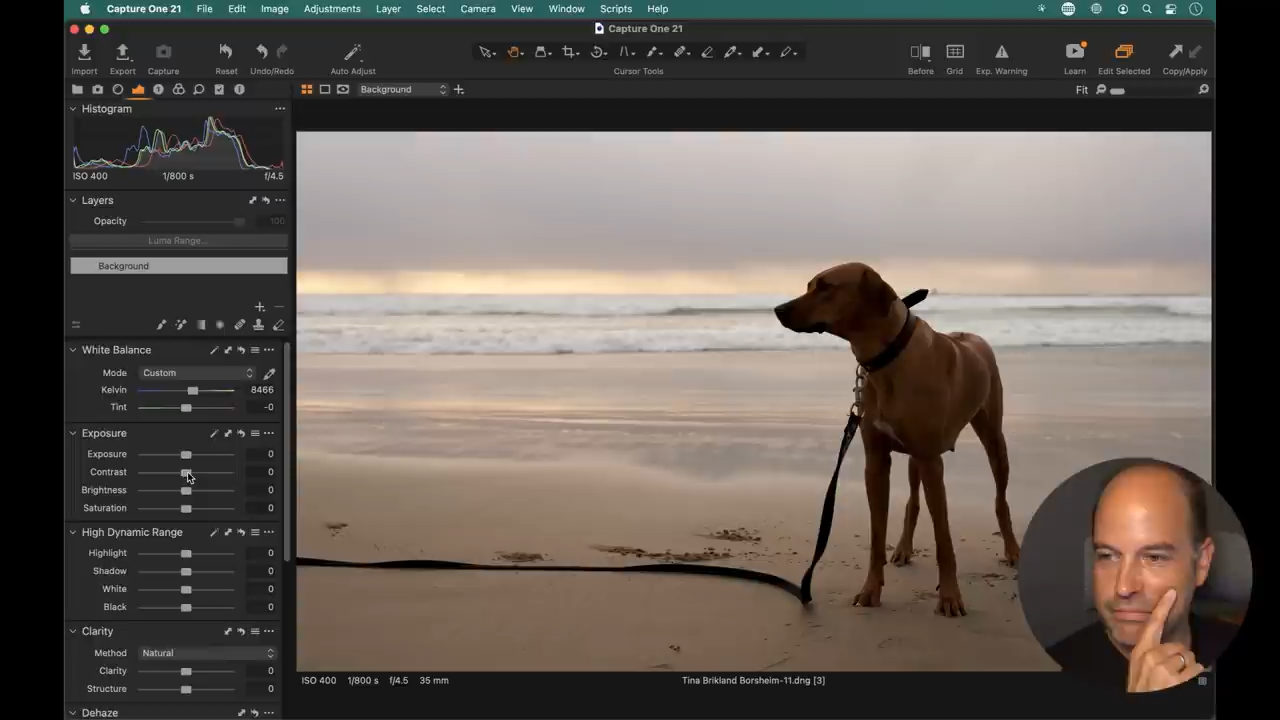 Capture One 21 File Edit Image Adjustments Layer Select Camera View Window Scripts Help
Capture One 21
Import Export Capture Reset Undo/Redo Auto Adjust Cursor Tools Before Grid Exp. Warning Learn Edit Selected Copy/Apply
Background Fit
Histogram
ISO 400 1/800 s f/4.5
Layers
Opacity 100
Luma Range...
Background
White Balance
Mode Custom
Kelvin 8466
Tint -0
Exposure
Exposure 0
Contrast 0
Brightness 0
Saturation 0
High Dynamic Range
Highlight 0
Shadow 0
White 0
Black 0
Clarity
Method Natural
Clarity 0
Structure 0
Dehaze
ISO 400 1/800 s f/4.5 35 mm Tina Brikland Borsheim-11.dng [3]